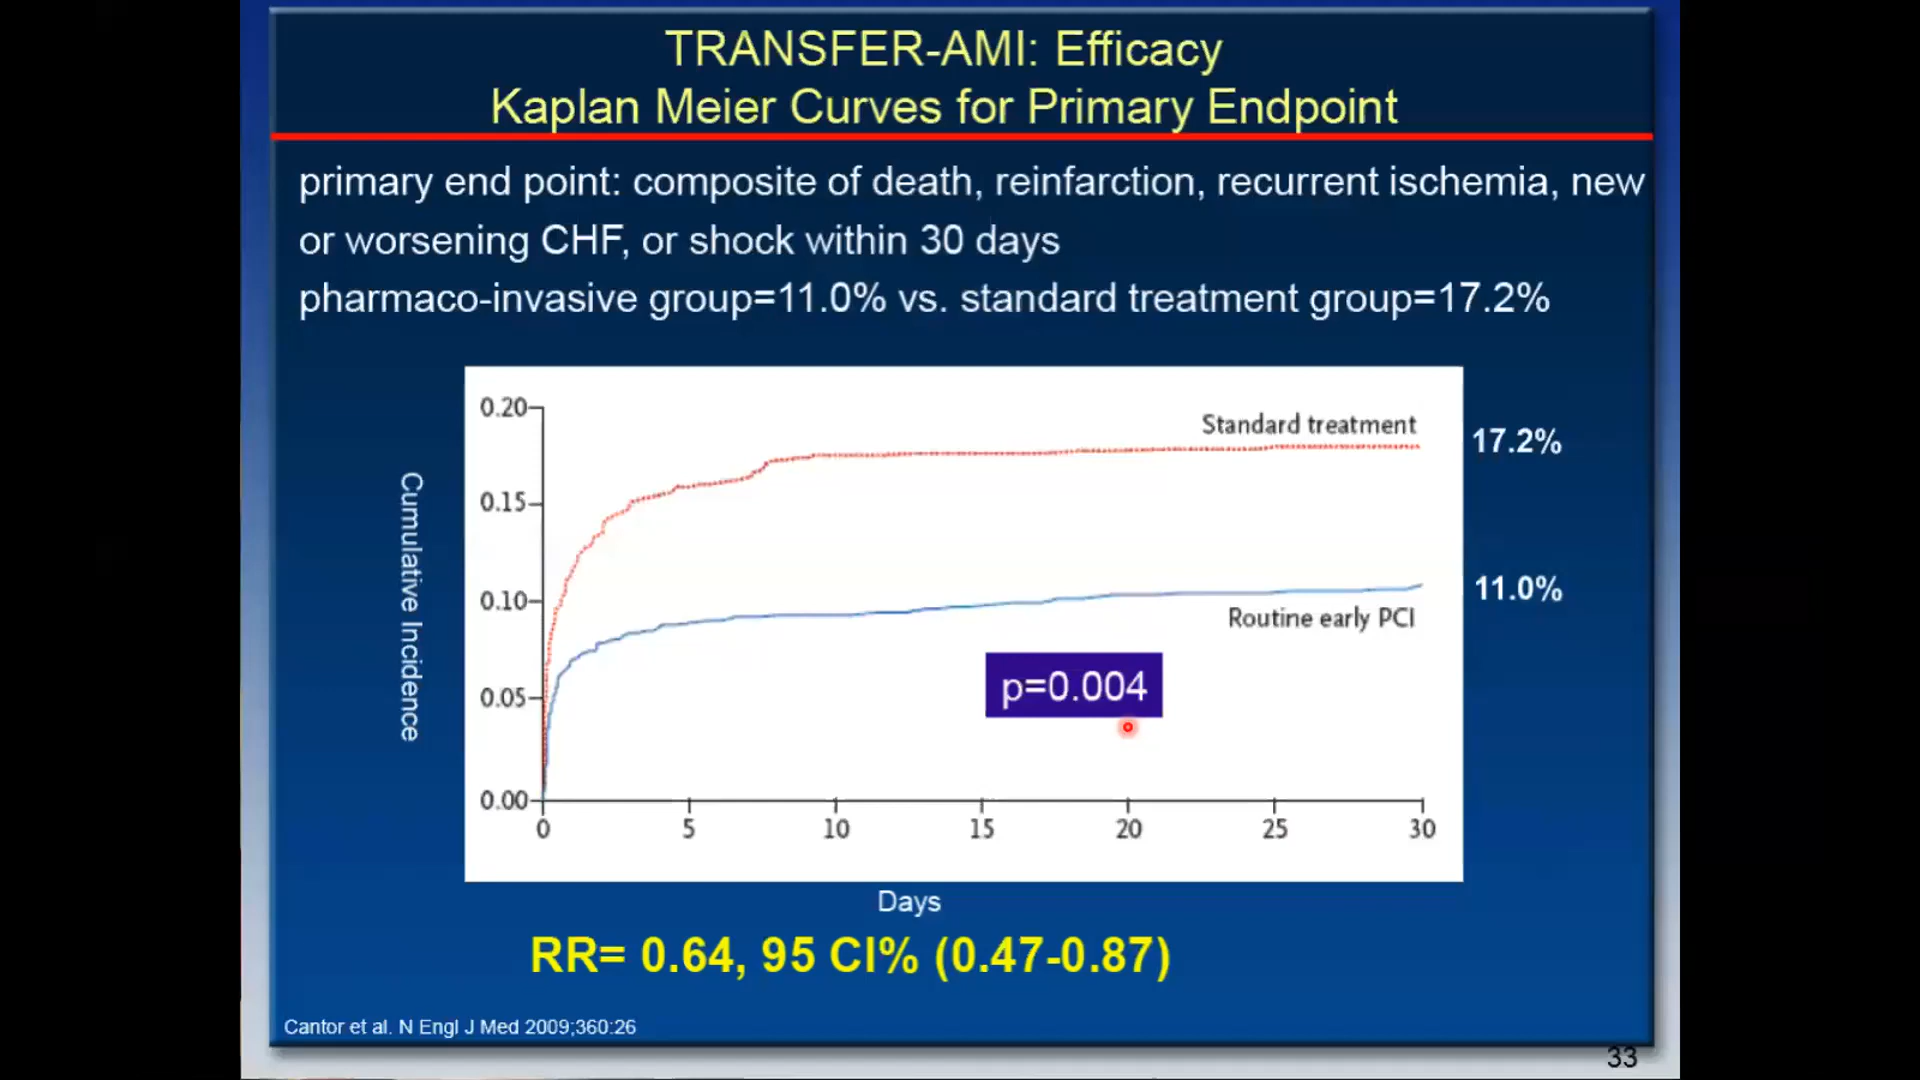 TRANSFER-AMI: Efficacy
Kaplan Meier Curves for Primary Endpoint
primary end point: composite of death, reinfarction, recurrent ischemia, new
or worsening CHF, or shock within 30 days
pharmaco-invasive group=11.0% vs. standard treatment group=17.2%
0.20
Standard treatment
17.2%
0.15
Cumulative Incidence
0.10
11.0%
Routine early PCI
0.05
p=0.004
0.00
0 5 10 15 20 25 30
Days
RR= 0.64, 95 CI% (0.47-0.87)
Cantor et al. N Engl J Med 2009;360:26
33